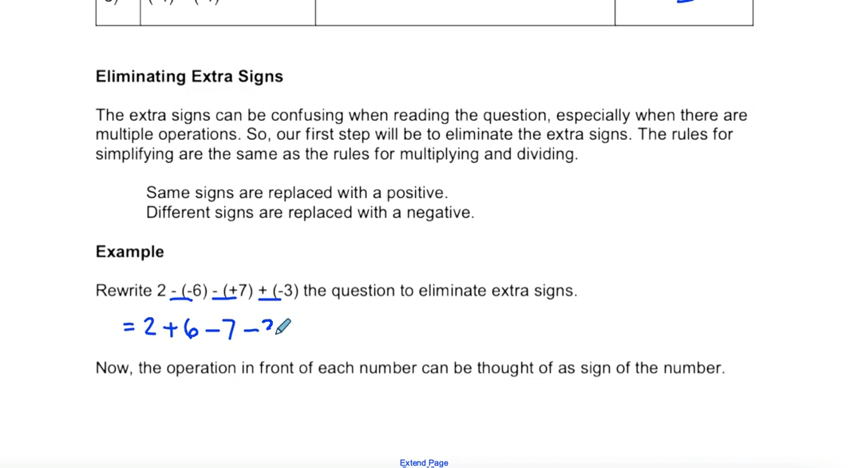 Eliminating Extra Signs
The extra signs can be confusing when reading the question, especially when there are
multiple operations. So, our first step will be to eliminate the extra signs. The rules for
simplifying are the same as the rules for multiplying and dividing.
Same signs are replaced with a positive.
Different signs are replaced with a negative.
Example
Rewrite 2 - (-6) - (+7) + (-3) the question to eliminate extra signs.
= 2 + 6 - 7 -
Now, the operation in front of each number can be thought of as sign of the number.
Extend Page